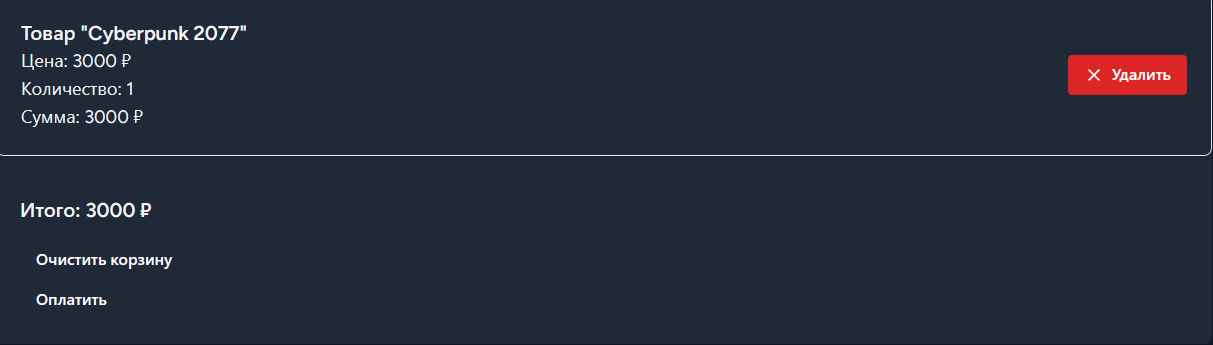 Товар "Cyberpunk 2077"
Цена: 3000 ₽
Количество: 1
Сумма: 3000 ₽
Удалить
Итого: 3000 ₽
Очистить корзину
Оплатить